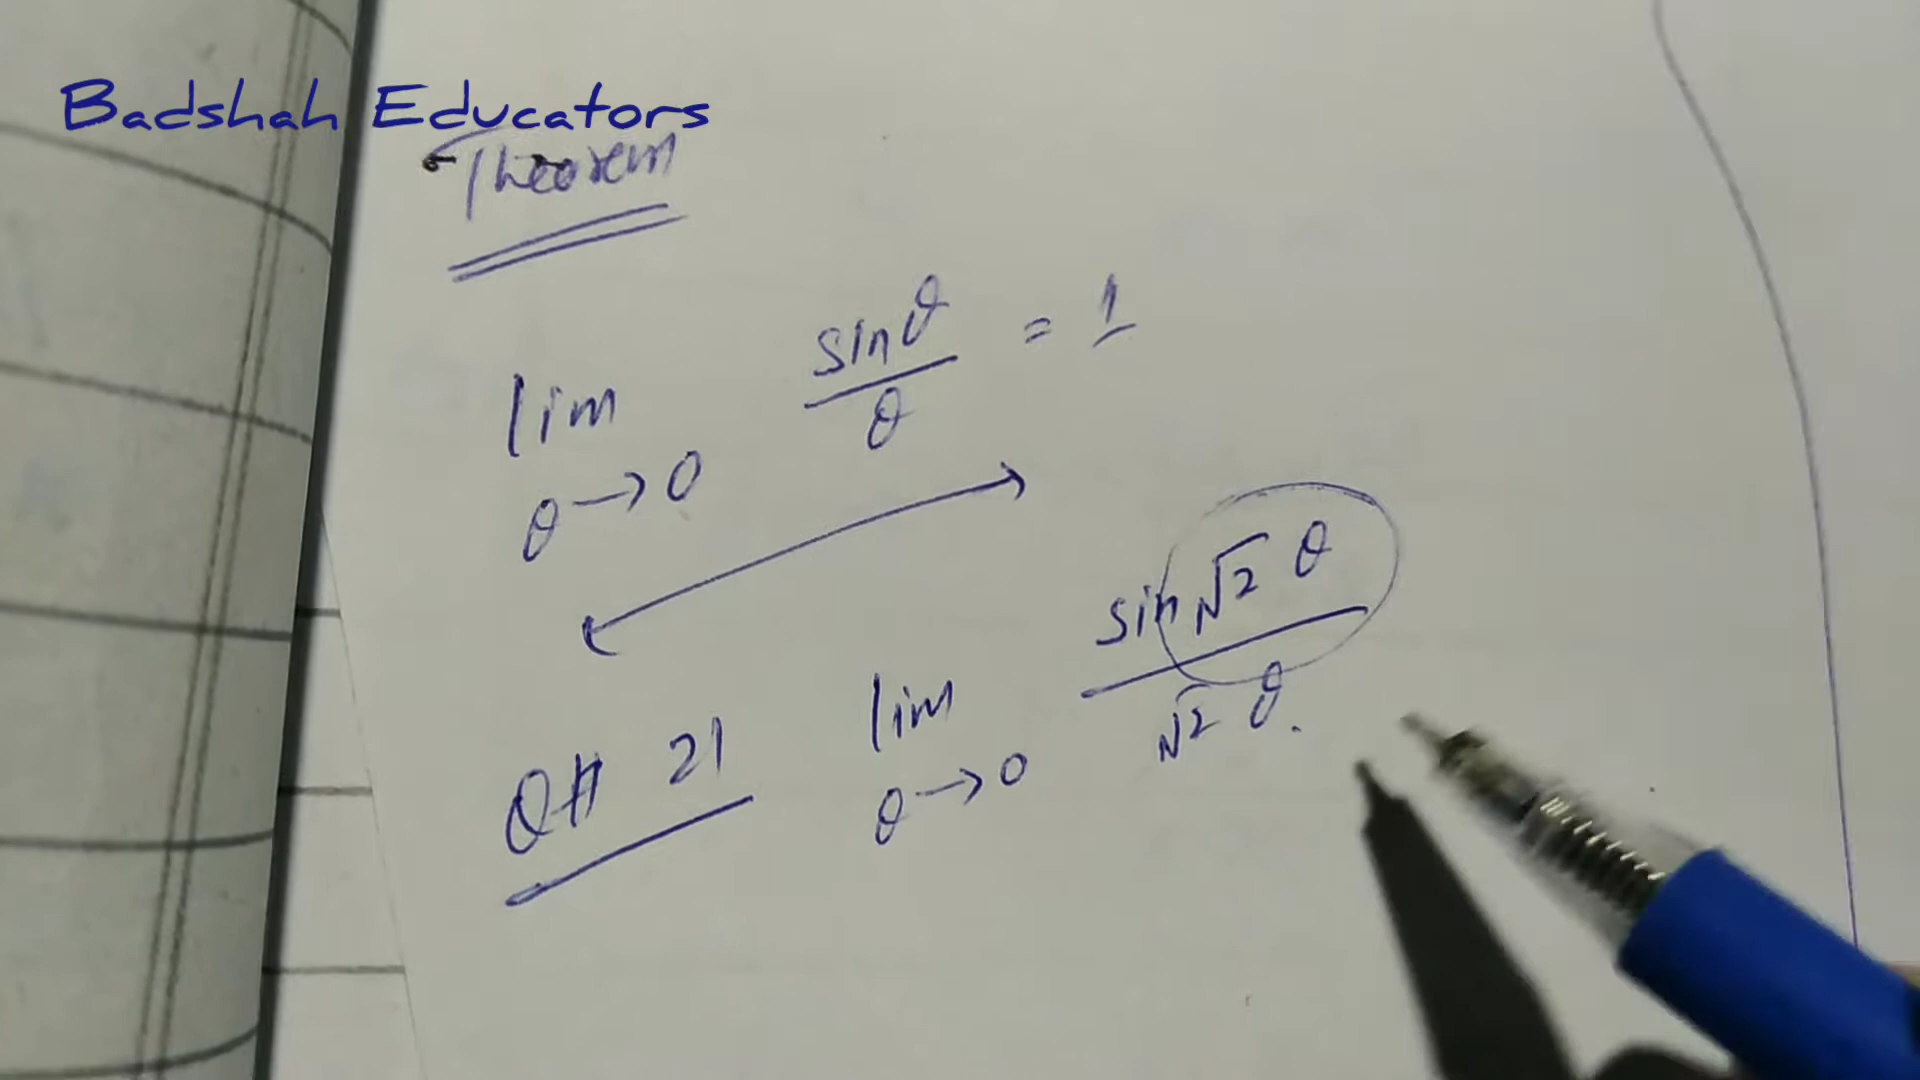 Badshah Educators
Theorem
lim θ→0 sinθ/θ = 1
Q# 21 lim θ→0 sin√2 θ/√2 θ.